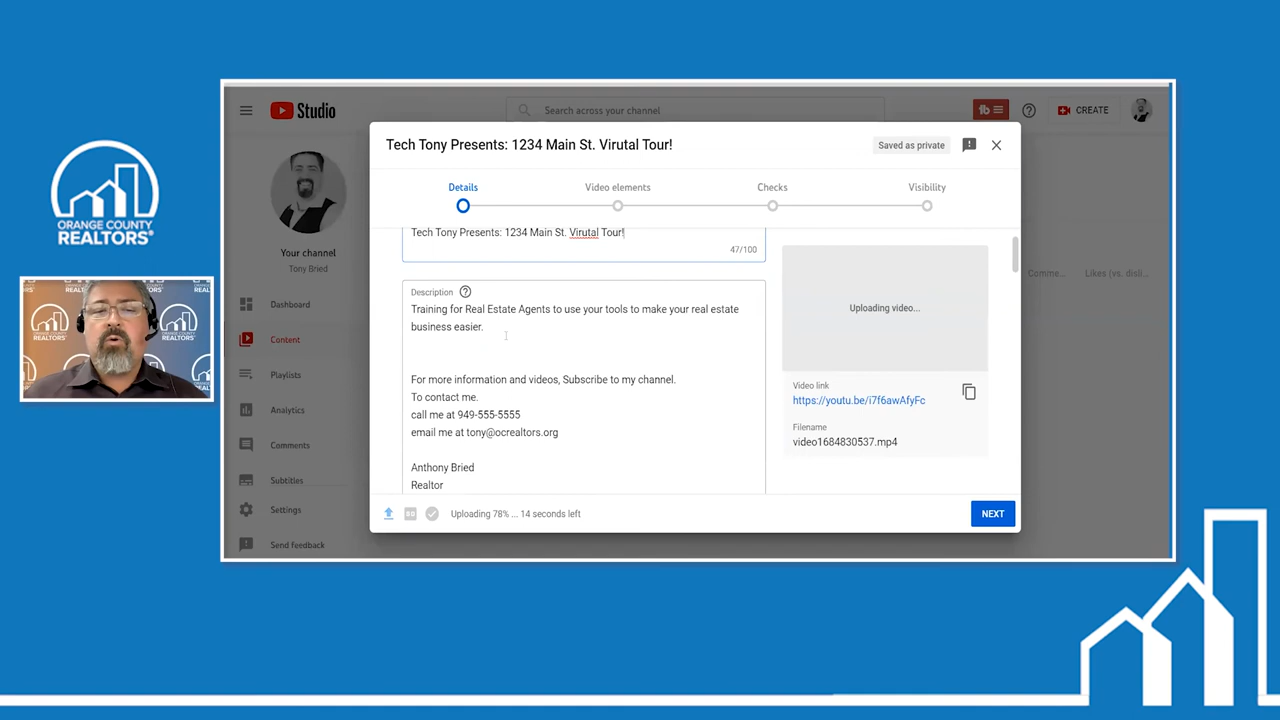 ORANGE COUNTY
REALTORS®
Studio
Search across your channel
CREATE
Your channel
Tony Bried
Dashboard
Content
Playlists
Analytics
Comments
Subtitles
Settings
Send feedback
Comme...
Likes (vs. disli...
Tech Tony Presents: 1234 Main St. Virutal Tour!
Saved as private
Details
Video elements
Checks
Visibility
Tech Tony Presents: 1234 Main St. Virutal Tour!
47/100
Description
Training for Real Estate Agents to use your tools to make your real estate
business easier.
For more information and videos, Subscribe to my channel.
To contact me.
call me at 949-555-5555
email me at tony@ocrealtors.org
Anthony Bried
Realtor
Uploading video...
Video link
https://youtu.be/i7f6awAfyFc
Filename
video1684830537.mp4
Uploading 78% ... 14 seconds left
NEXT